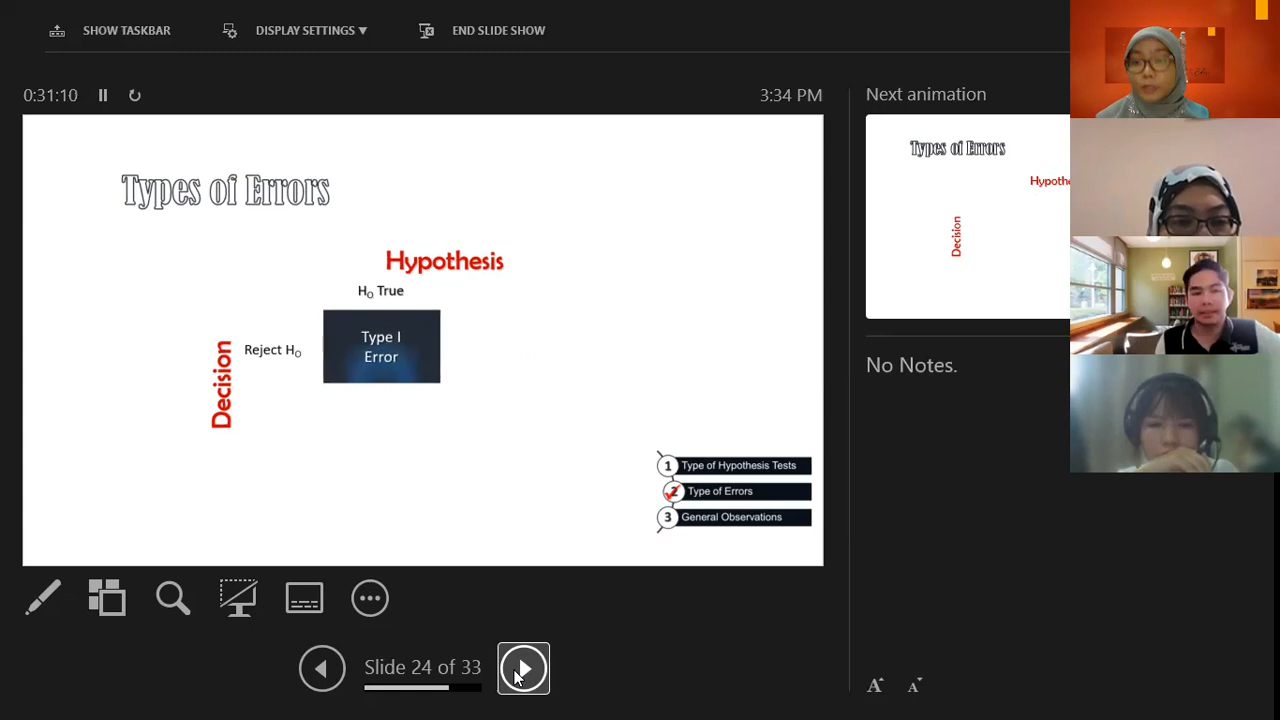 SHOW TASKBAR
DISPLAY SETTINGS ▼
END SLIDE SHOW
0:31:10
3:34 PM
Types of Errors
Hypothesis
H₀ True
Decision
Reject H₀
Type I
Error
1 Type of Hypothesis Tests
2 Type of Errors
3 General Observations
Slide 24 of 33
Next animation
Types of Errors
Hypothe
Decision
No Notes.
A A